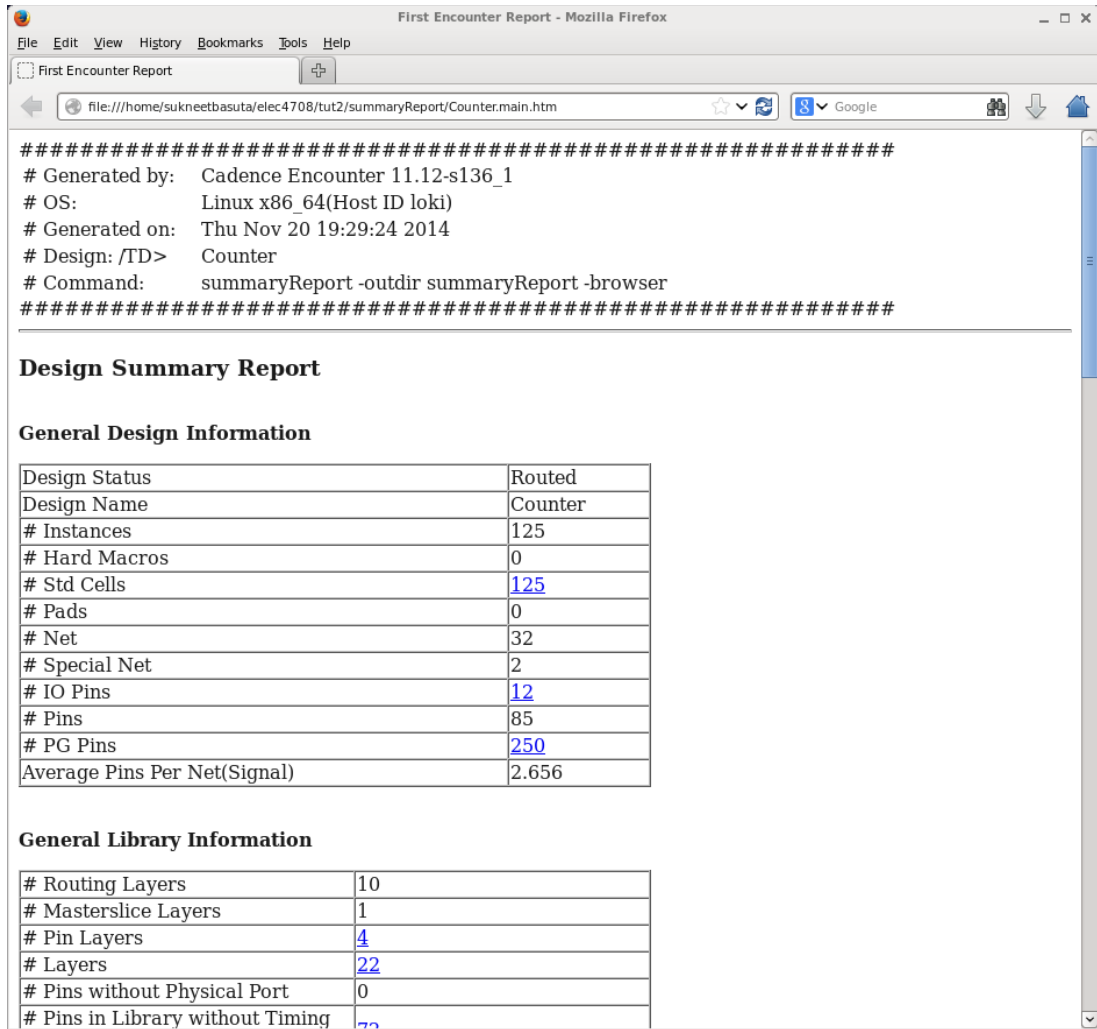 First Encounter Report - Mozilla Firefox
File Edit View History Bookmarks Tools Help
First Encounter Report
file:///home/sukneetbasuta/elec4708/tut2/summaryReport/Counter.main.htm
8 Google
##########################################################
# Generated by: Cadence Encounter 11.12-s136_1
# OS: Linux x86_64(Host ID loki)
# Generated on: Thu Nov 20 19:29:24 2014
# Design: /TD> Counter
# Command: summaryReport -outdir summaryReport -browser
##########################################################
Design Summary Report
General Design Information
Design Status Routed
Design Name Counter
# Instances 125
# Hard Macros 0
# Std Cells 125
# Pads 0
# Net 32
# Special Net 2
# IO Pins 12
# Pins 85
# PG Pins 250
Average Pins Per Net(Signal) 2.656
General Library Information
# Routing Layers 10
# Masterslice Layers 1
# Pin Layers 4
# Layers 22
# Pins without Physical Port 0
# Pins in Library without Timing